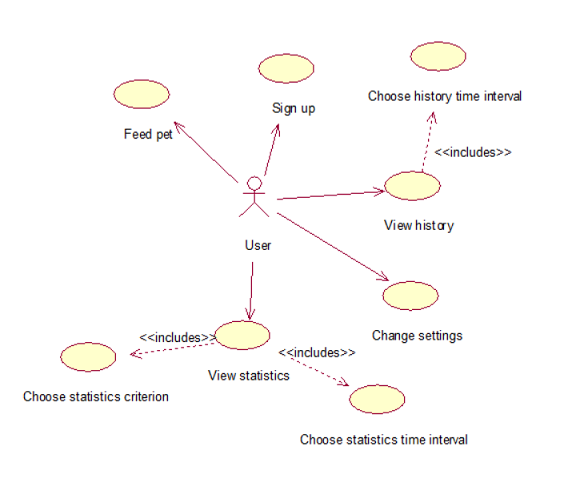 Choose history time interval
Sign up
Feed pet
<<includes>>
View history
User
Change settings
<<includes>>
<<includes>>
View statistics
Choose statistics criterion
Choose statistics time interval